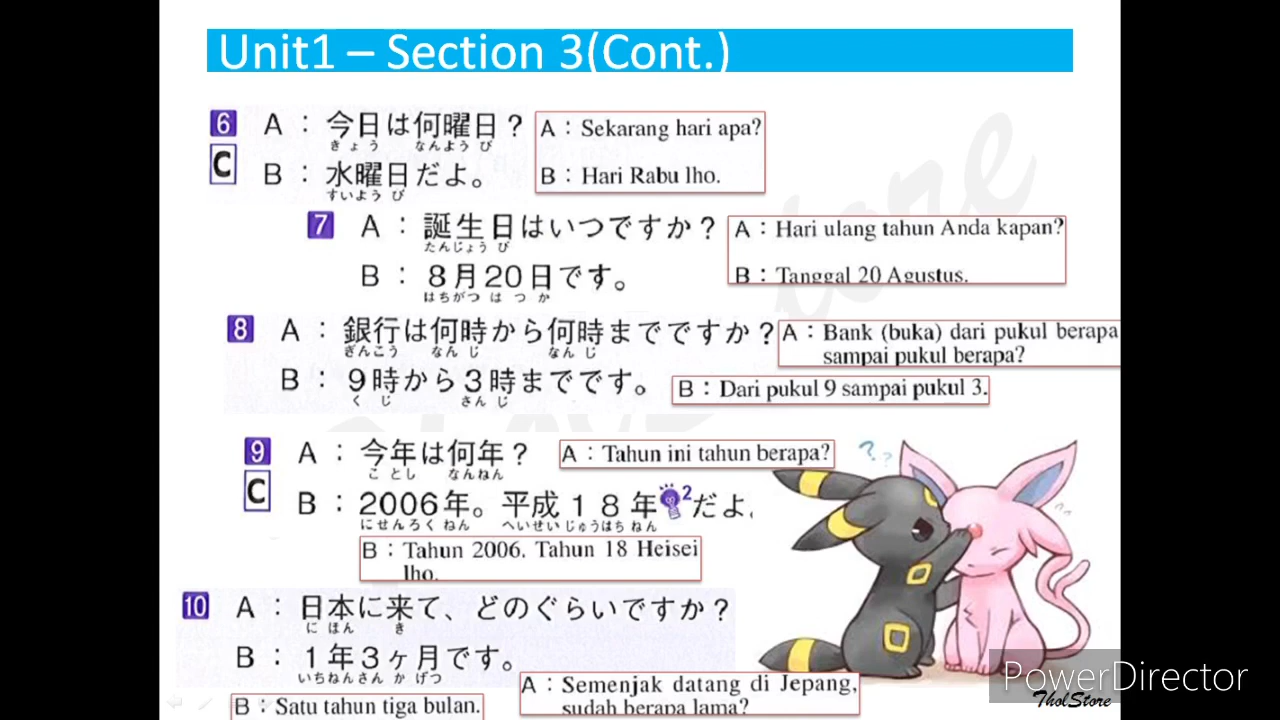 Unit1 – Section 3(Cont.)
6 A：今日は何曜日？
きょう なんようび
A：Sekarang hari apa?
C B：水曜日だよ。
すいようび
B：Hari Rabu lho.
7 A：誕生日はいつですか？
たんじょうび
A：Hari ulang tahun Anda kapan?
B：8月20日です。
はちがつ はつか
B：Tanggal 20 Agustus.
8 A：銀行は何時から何時までですか？
ぎんこう なんじ なんじ
A：Bank (buka) dari pukul berapa
sampai pukul berapa?
B：9時から3時までです。
くじ さんじ
B：Dari pukul 9 sampai pukul 3.
9 A：今年は何年？
ことし なんねん
A：Tahun ini tahun berapa?
C B：2006年。平成18年2だよ。
にせんろくねん へいせいじゅうはちねん
B：Tahun 2006. Tahun 18 Heisei
lho.
? ?
10 A：日本に来て、どのぐらいですか？
にほん き
B：1年3ヶ月です。
いちねんさんかげつ
A：Semenjak datang di Jepang,
sudah berapa lama?
B：Satu tahun tiga bulan.
PowerDirector
TholStore